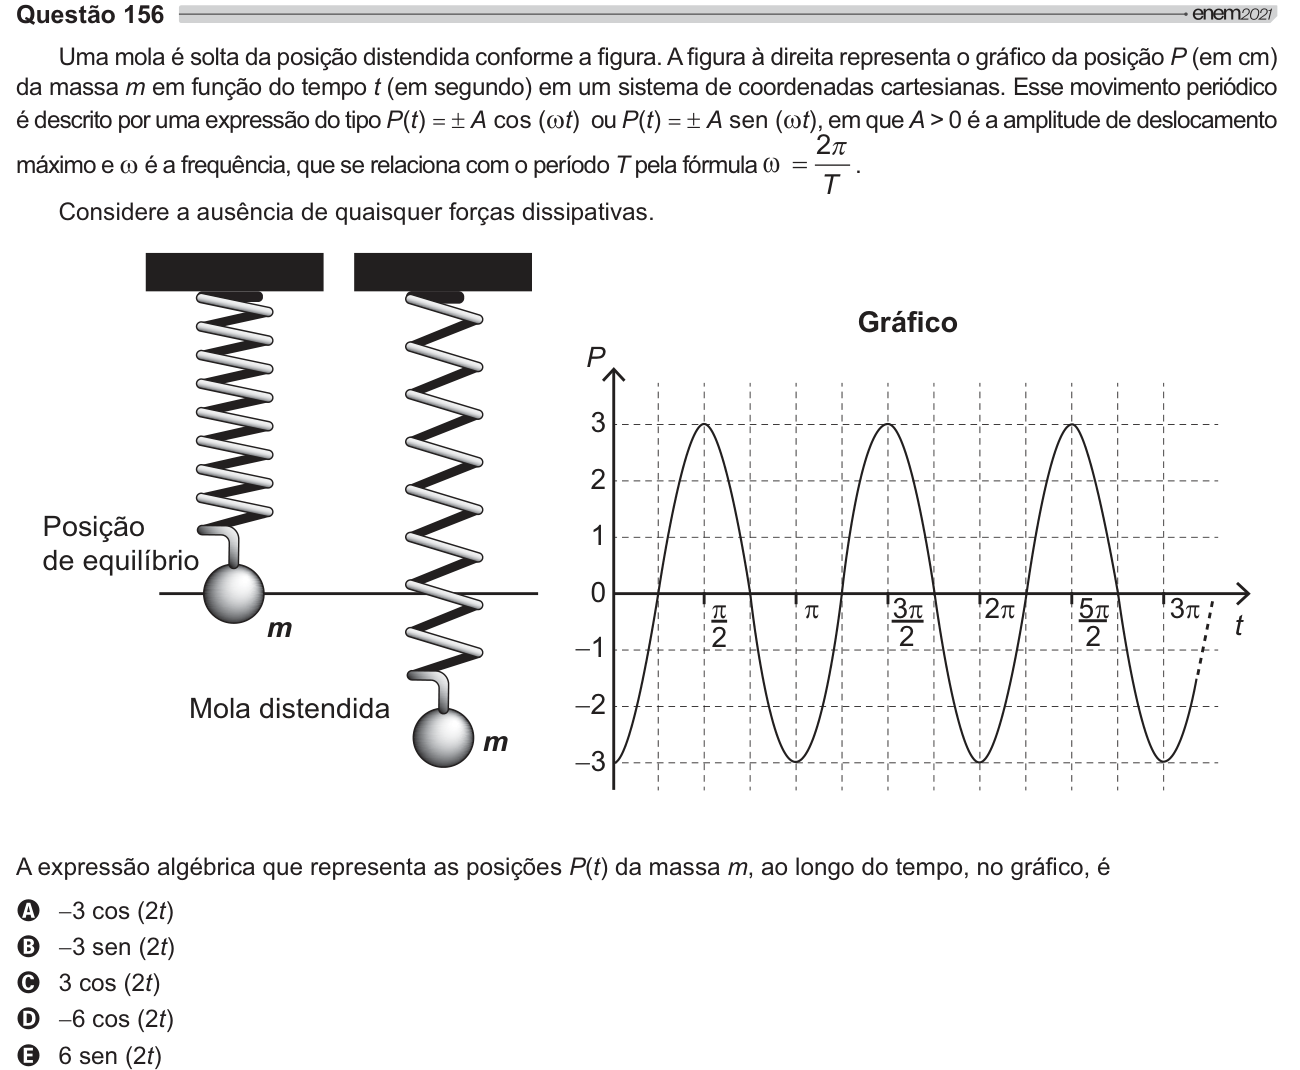 Questão 156
enem2021
Uma mola é solta da posição distendida conforme a figura. A figura à direita representa o gráfico da posição P (em cm)
da massa m em função do tempo t (em segundo) em um sistema de coordenadas cartesianas. Esse movimento periódico
é descrito por uma expressão do tipo P(t) = ± A cos (ωt) ou P(t) = ± A sen (ωt), em que A > 0 é a amplitude de deslocamento
máximo e ω é a frequência, que se relaciona com o período T pela fórmula ω = 2π/T.
Considere a ausência de quaisquer forças dissipativas.
Posição
de equilíbrio
m
Mola distendida
m
Gráfico
P
3
2
1
0
–1
–2
–3
π/2
π
3π/2
2π
5π/2
3π
t
A expressão algébrica que representa as posições P(t) da massa m, ao longo do tempo, no gráfico, é
A –3 cos (2t)
B –3 sen (2t)
C 3 cos (2t)
D –6 cos (2t)
E 6 sen (2t)